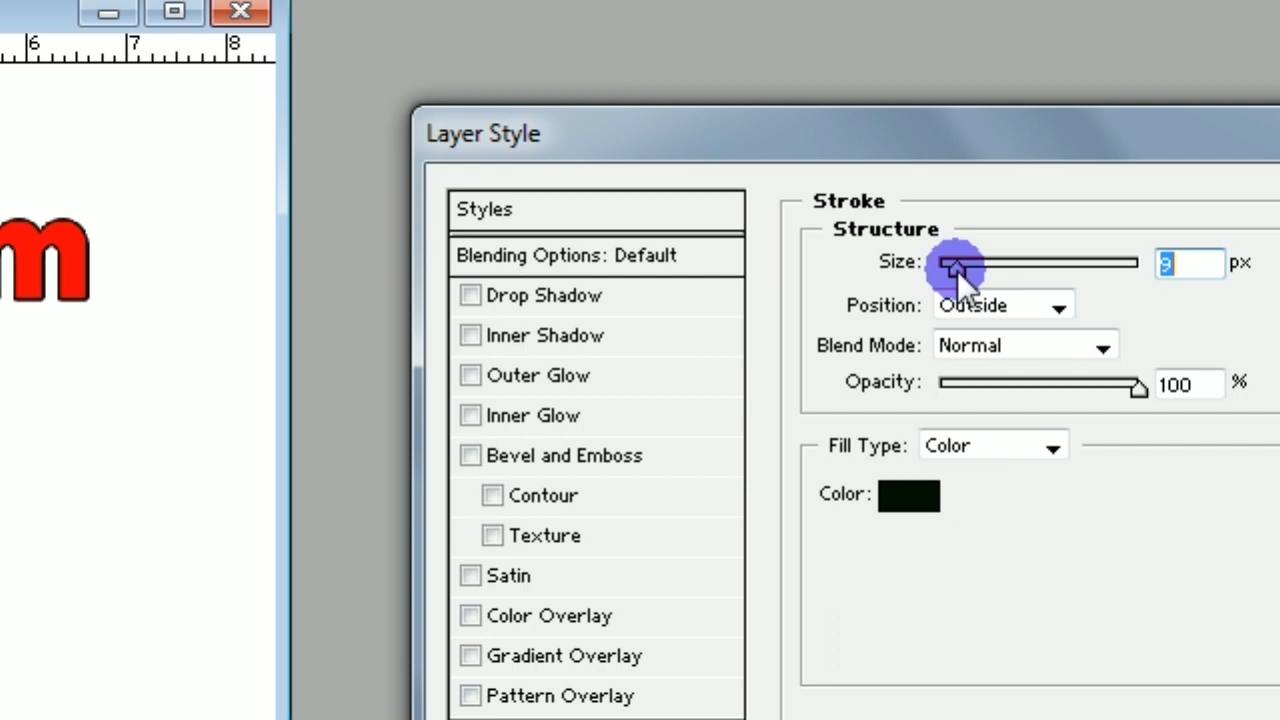 6 7 8
m
Layer Style
Styles
Blending Options: Default
Drop Shadow
Inner Shadow
Outer Glow
Inner Glow
Bevel and Emboss
Contour
Texture
Satin
Color Overlay
Gradient Overlay
Pattern Overlay
Stroke
Structure
Size: 9 px
Position: Outside
Blend Mode: Normal
Opacity: 100 %
Fill Type: Color
Color: